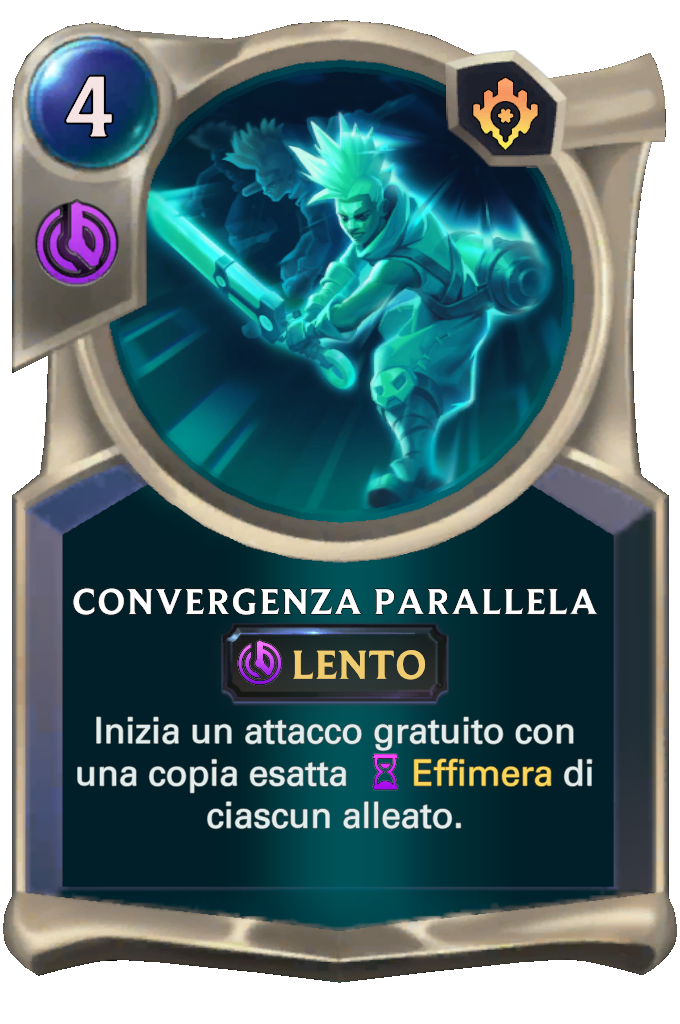 4
CONVERGENZA PARALLELA
LENTO
Inizia un attacco gratuito con
una copia esatta Effimera di
ciascun alleato.